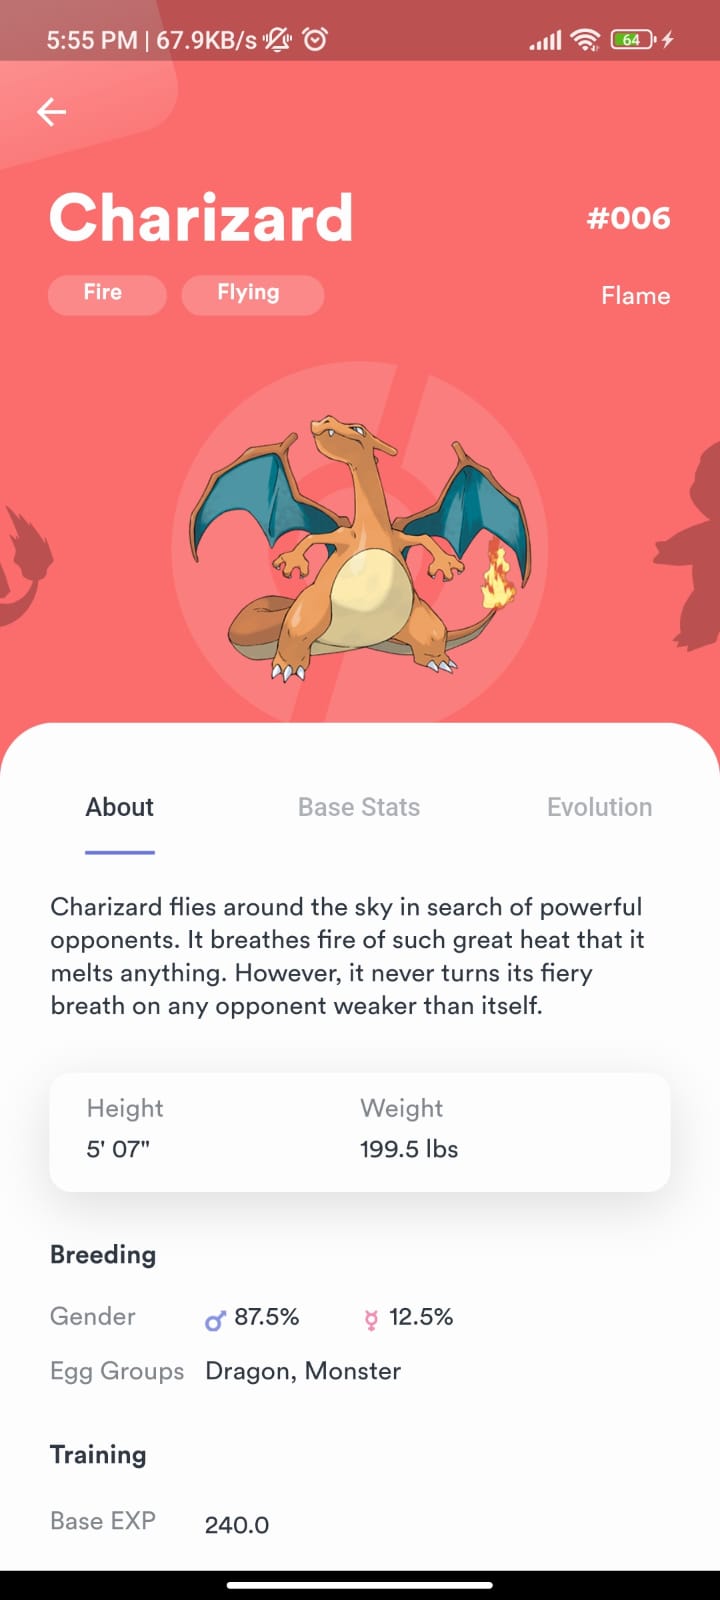 5:55 PM | 67.9KB/s
64
Charizard
#006
Fire
Flying
Flame
About
Base Stats
Evolution
Charizard flies around the sky in search of powerful
opponents. It breathes fire of such great heat that it
melts anything. However, it never turns its fiery
breath on any opponent weaker than itself.
Height
Weight
5' 07"
199.5 lbs
Breeding
Gender ♂ 87.5% ☿ 12.5%
Egg Groups Dragon, Monster
Training
Base EXP 240.0